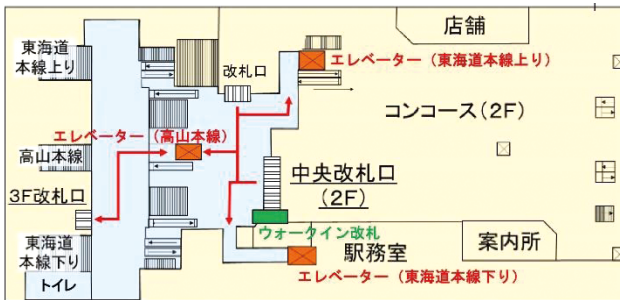 東海道
本線上り
店舗
改札口
エレベーター（東海道本線上り）
コンコース（2F）
エレベーター（高山本線）
高山本線
中央改札口
（2F）
3F改札口
ウォークイン改札
東海道
本線下り
駅務室
案内所
エレベーター（東海道本線下り）
トイレ